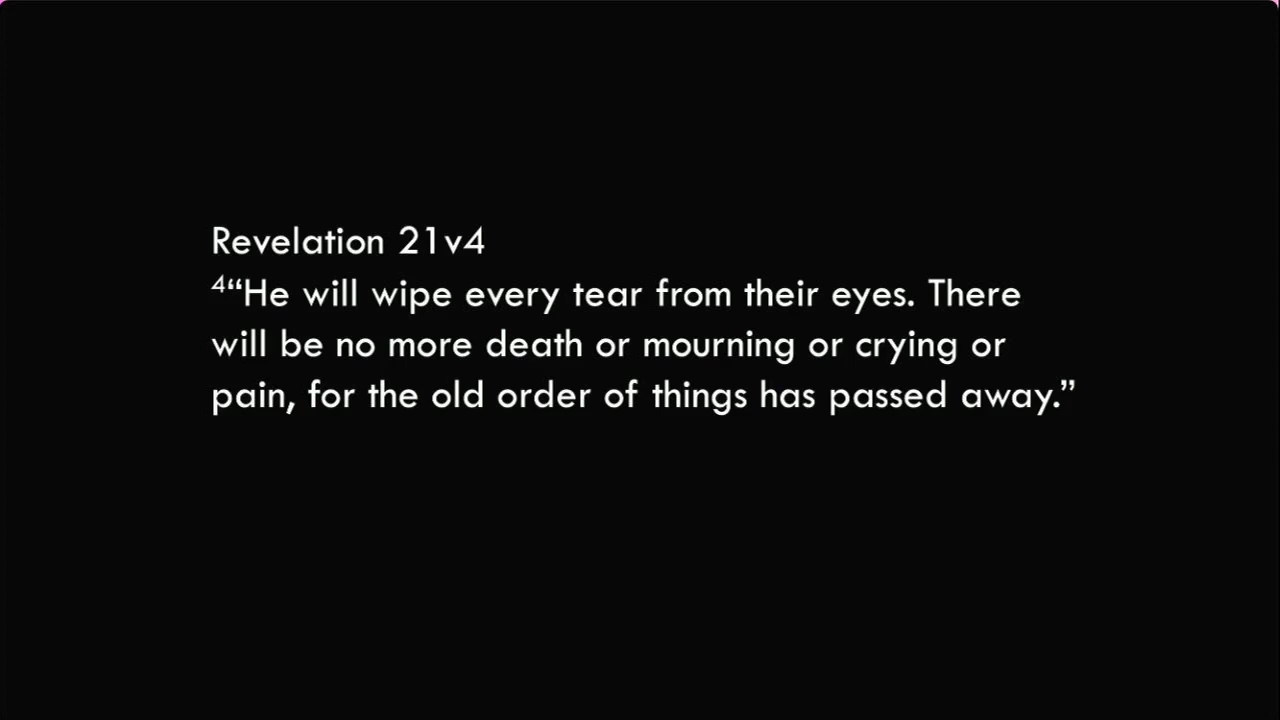 Revelation 21v4
⁴“He will wipe every tear from their eyes. There
will be no more death or mourning or crying or
pain, for the old order of things has passed away.”